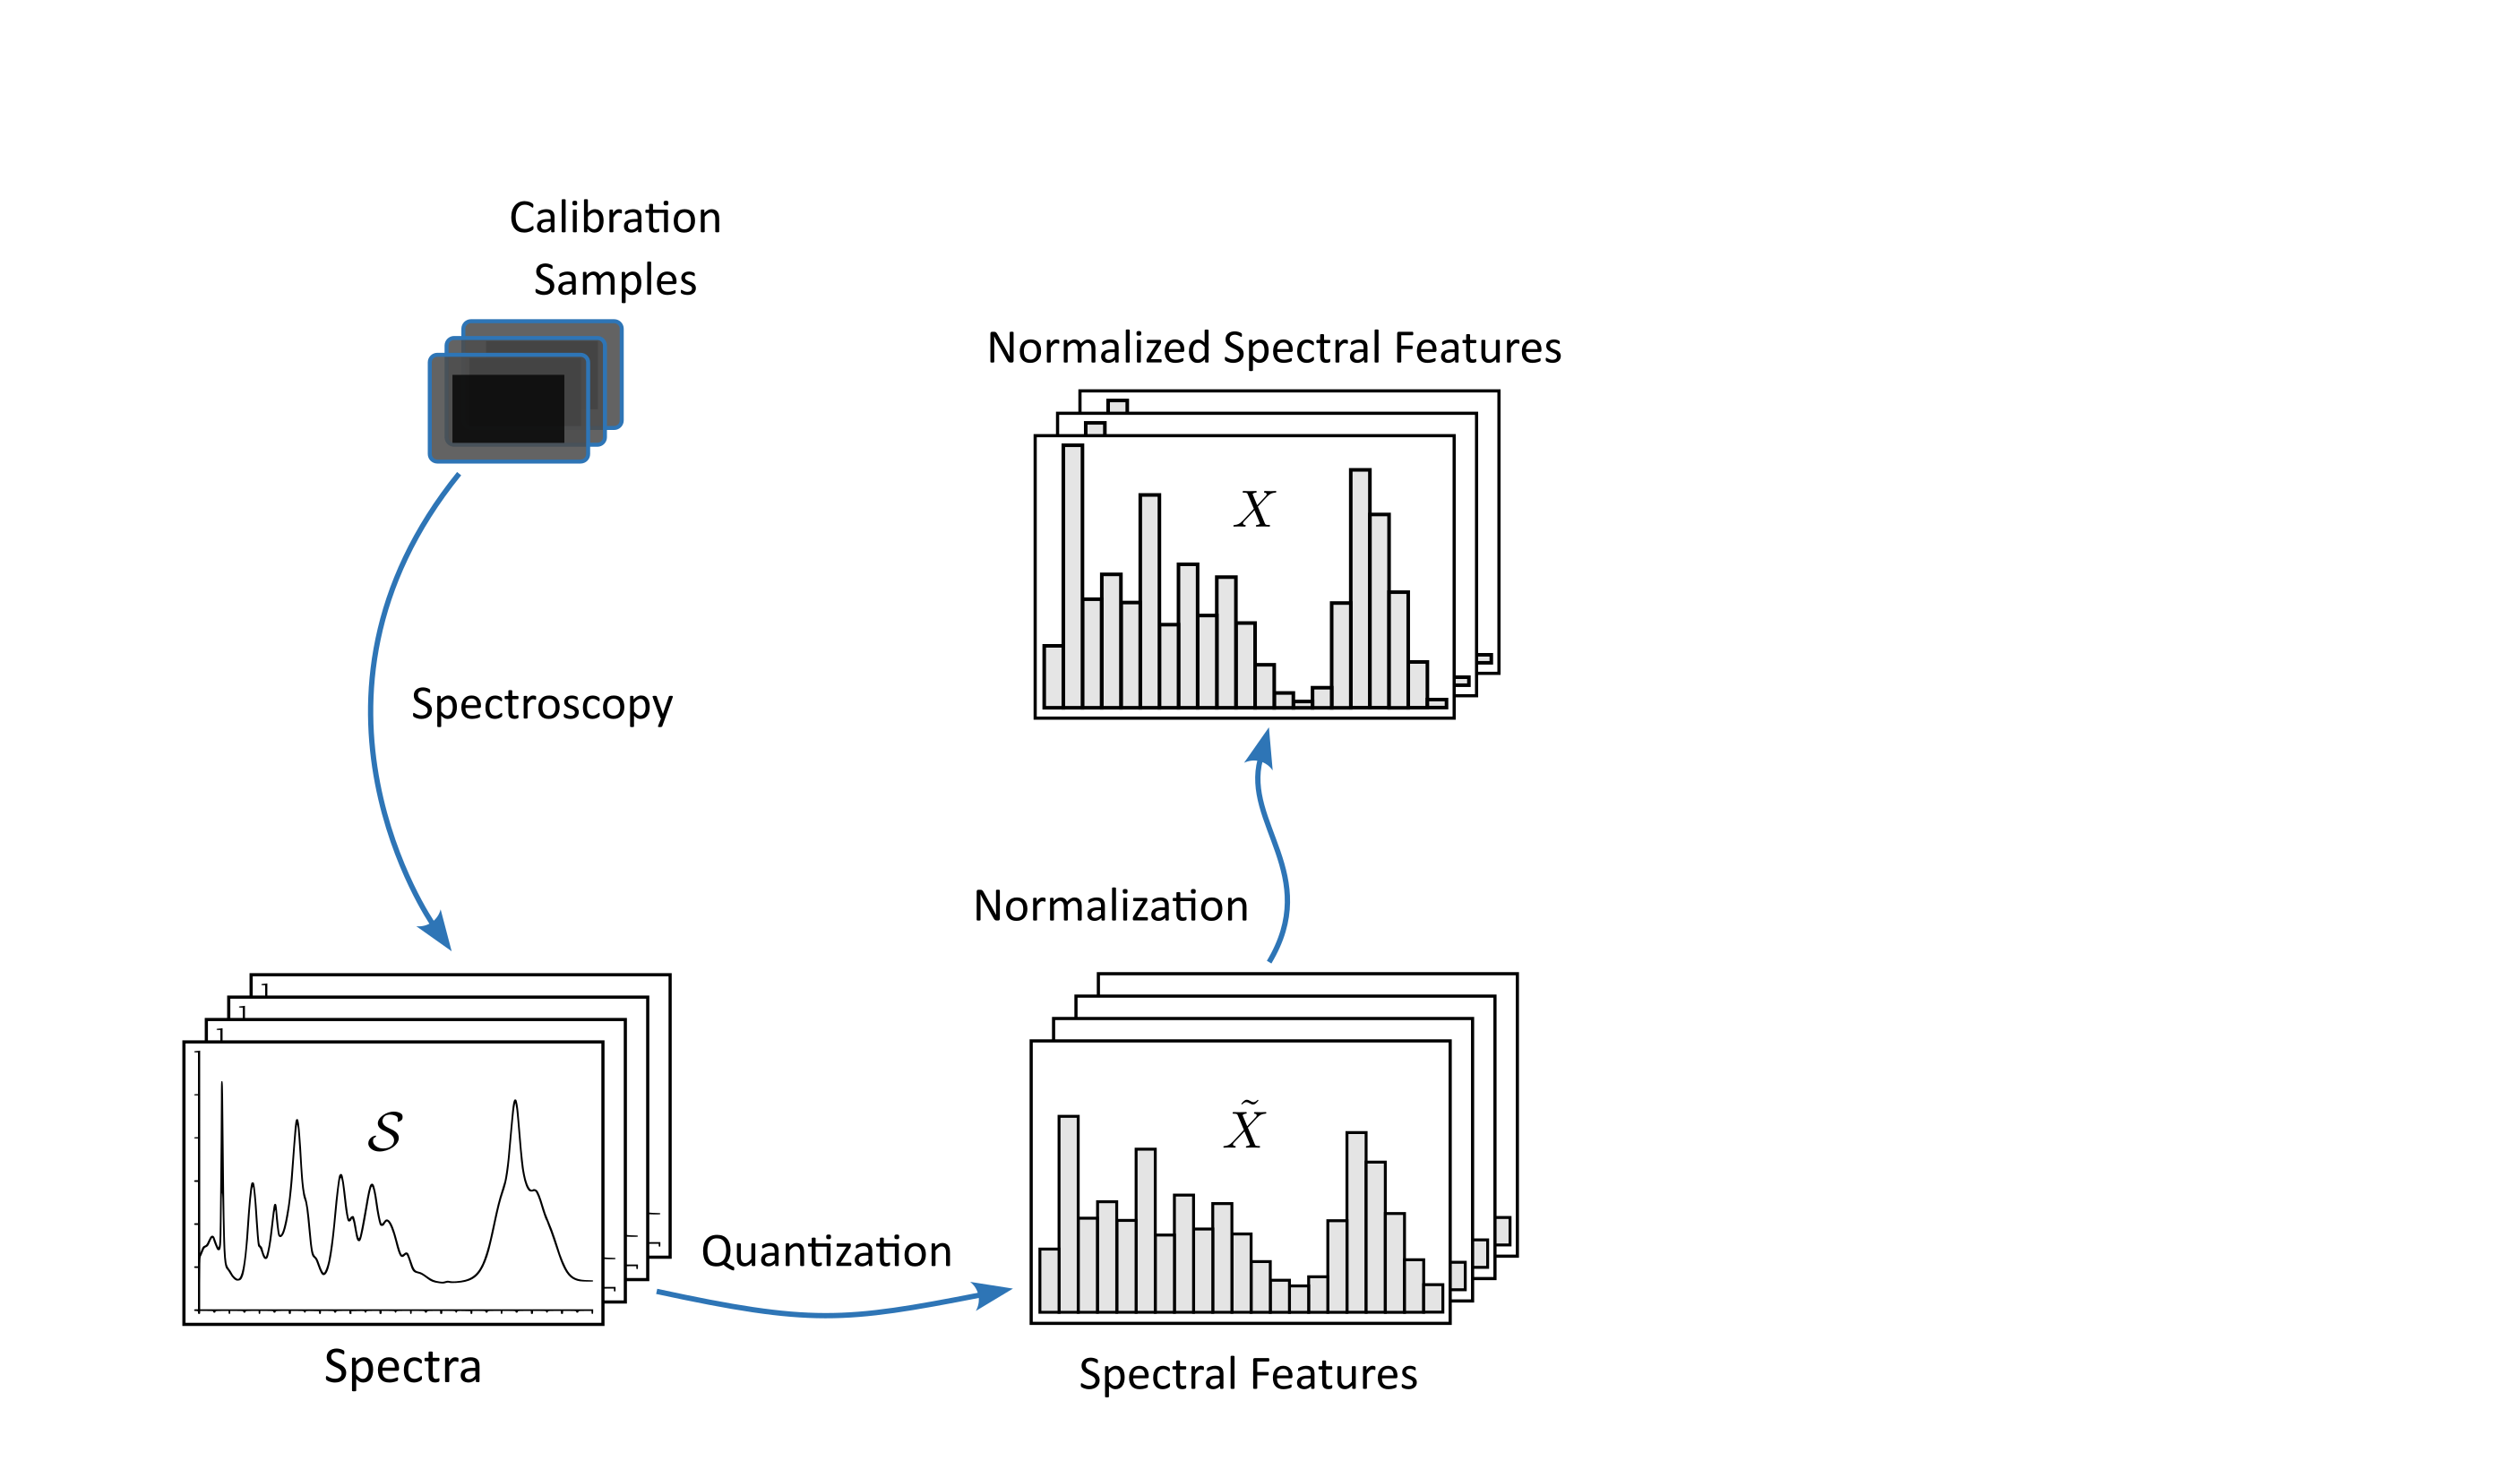 Calibration
Samples
Normalized Spectral Features
X
Spectroscopy
Normalization
S
X̃
Quantization
Spectra
Spectral Features